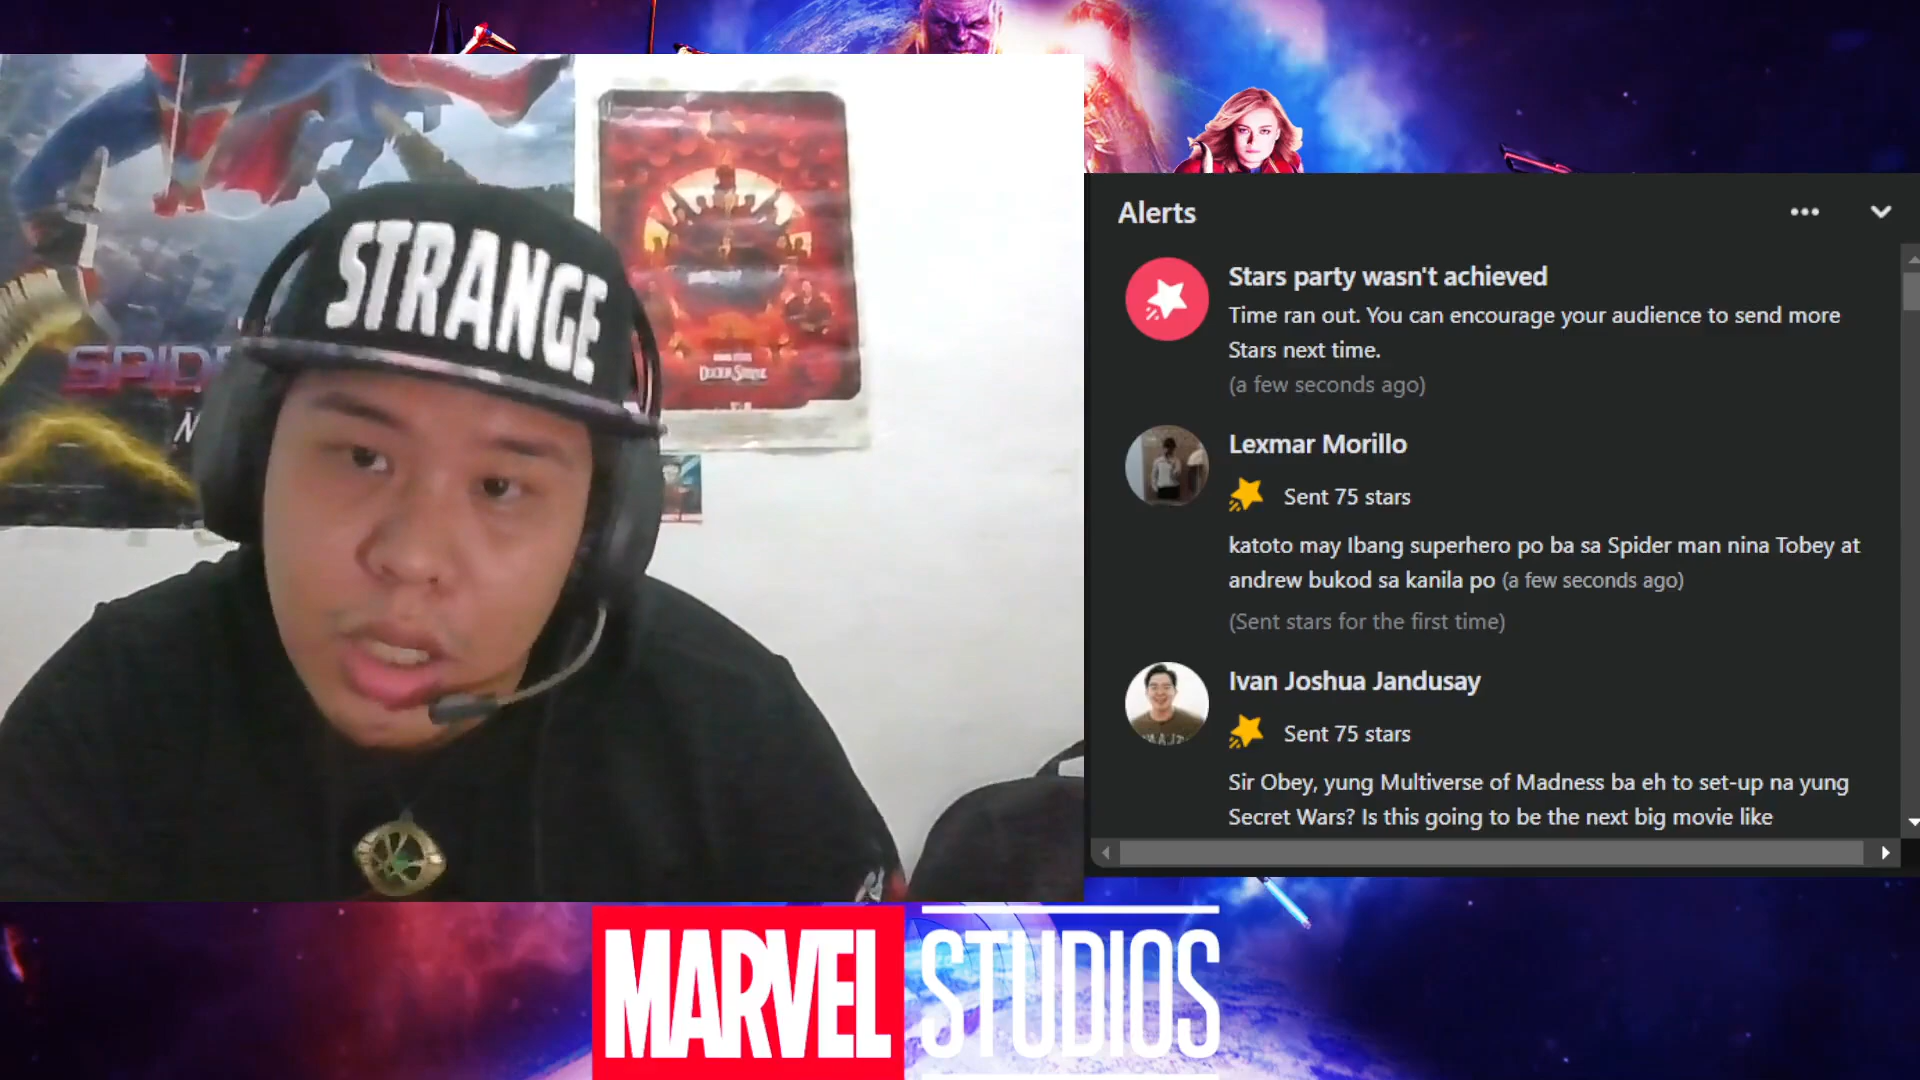 STRANGE
SPID
DOCTOR STRANGE
Alerts
Stars party wasn't achieved
Time ran out. You can encourage your audience to send more
Stars next time.
(a few seconds ago)
Lexmar Morillo
Sent 75 stars
katoto may Ibang superhero po ba sa Spider man nina Tobey at
andrew bukod sa kanila po (a few seconds ago)
(Sent stars for the first time)
Ivan Joshua Jandusay
Sent 75 stars
Sir Obey, yung Multiverse of Madness ba eh to set-up na yung
Secret Wars? Is this going to be the next big movie like
MARVEL STUDIOS